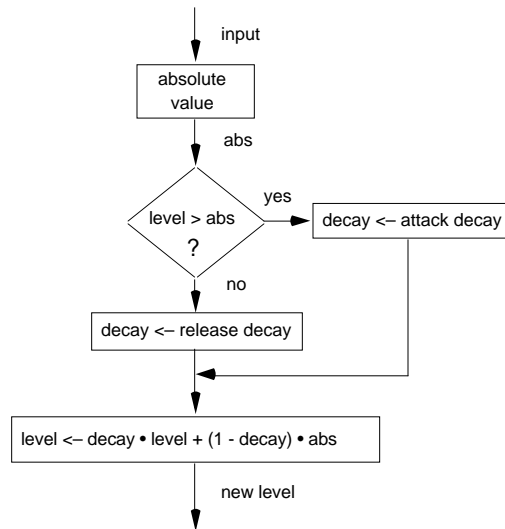 input
absolute
value
abs
level > abs
?
yes
decay <– attack decay
no
decay <– release decay
level <– decay • level + (1 - decay) • abs
new level